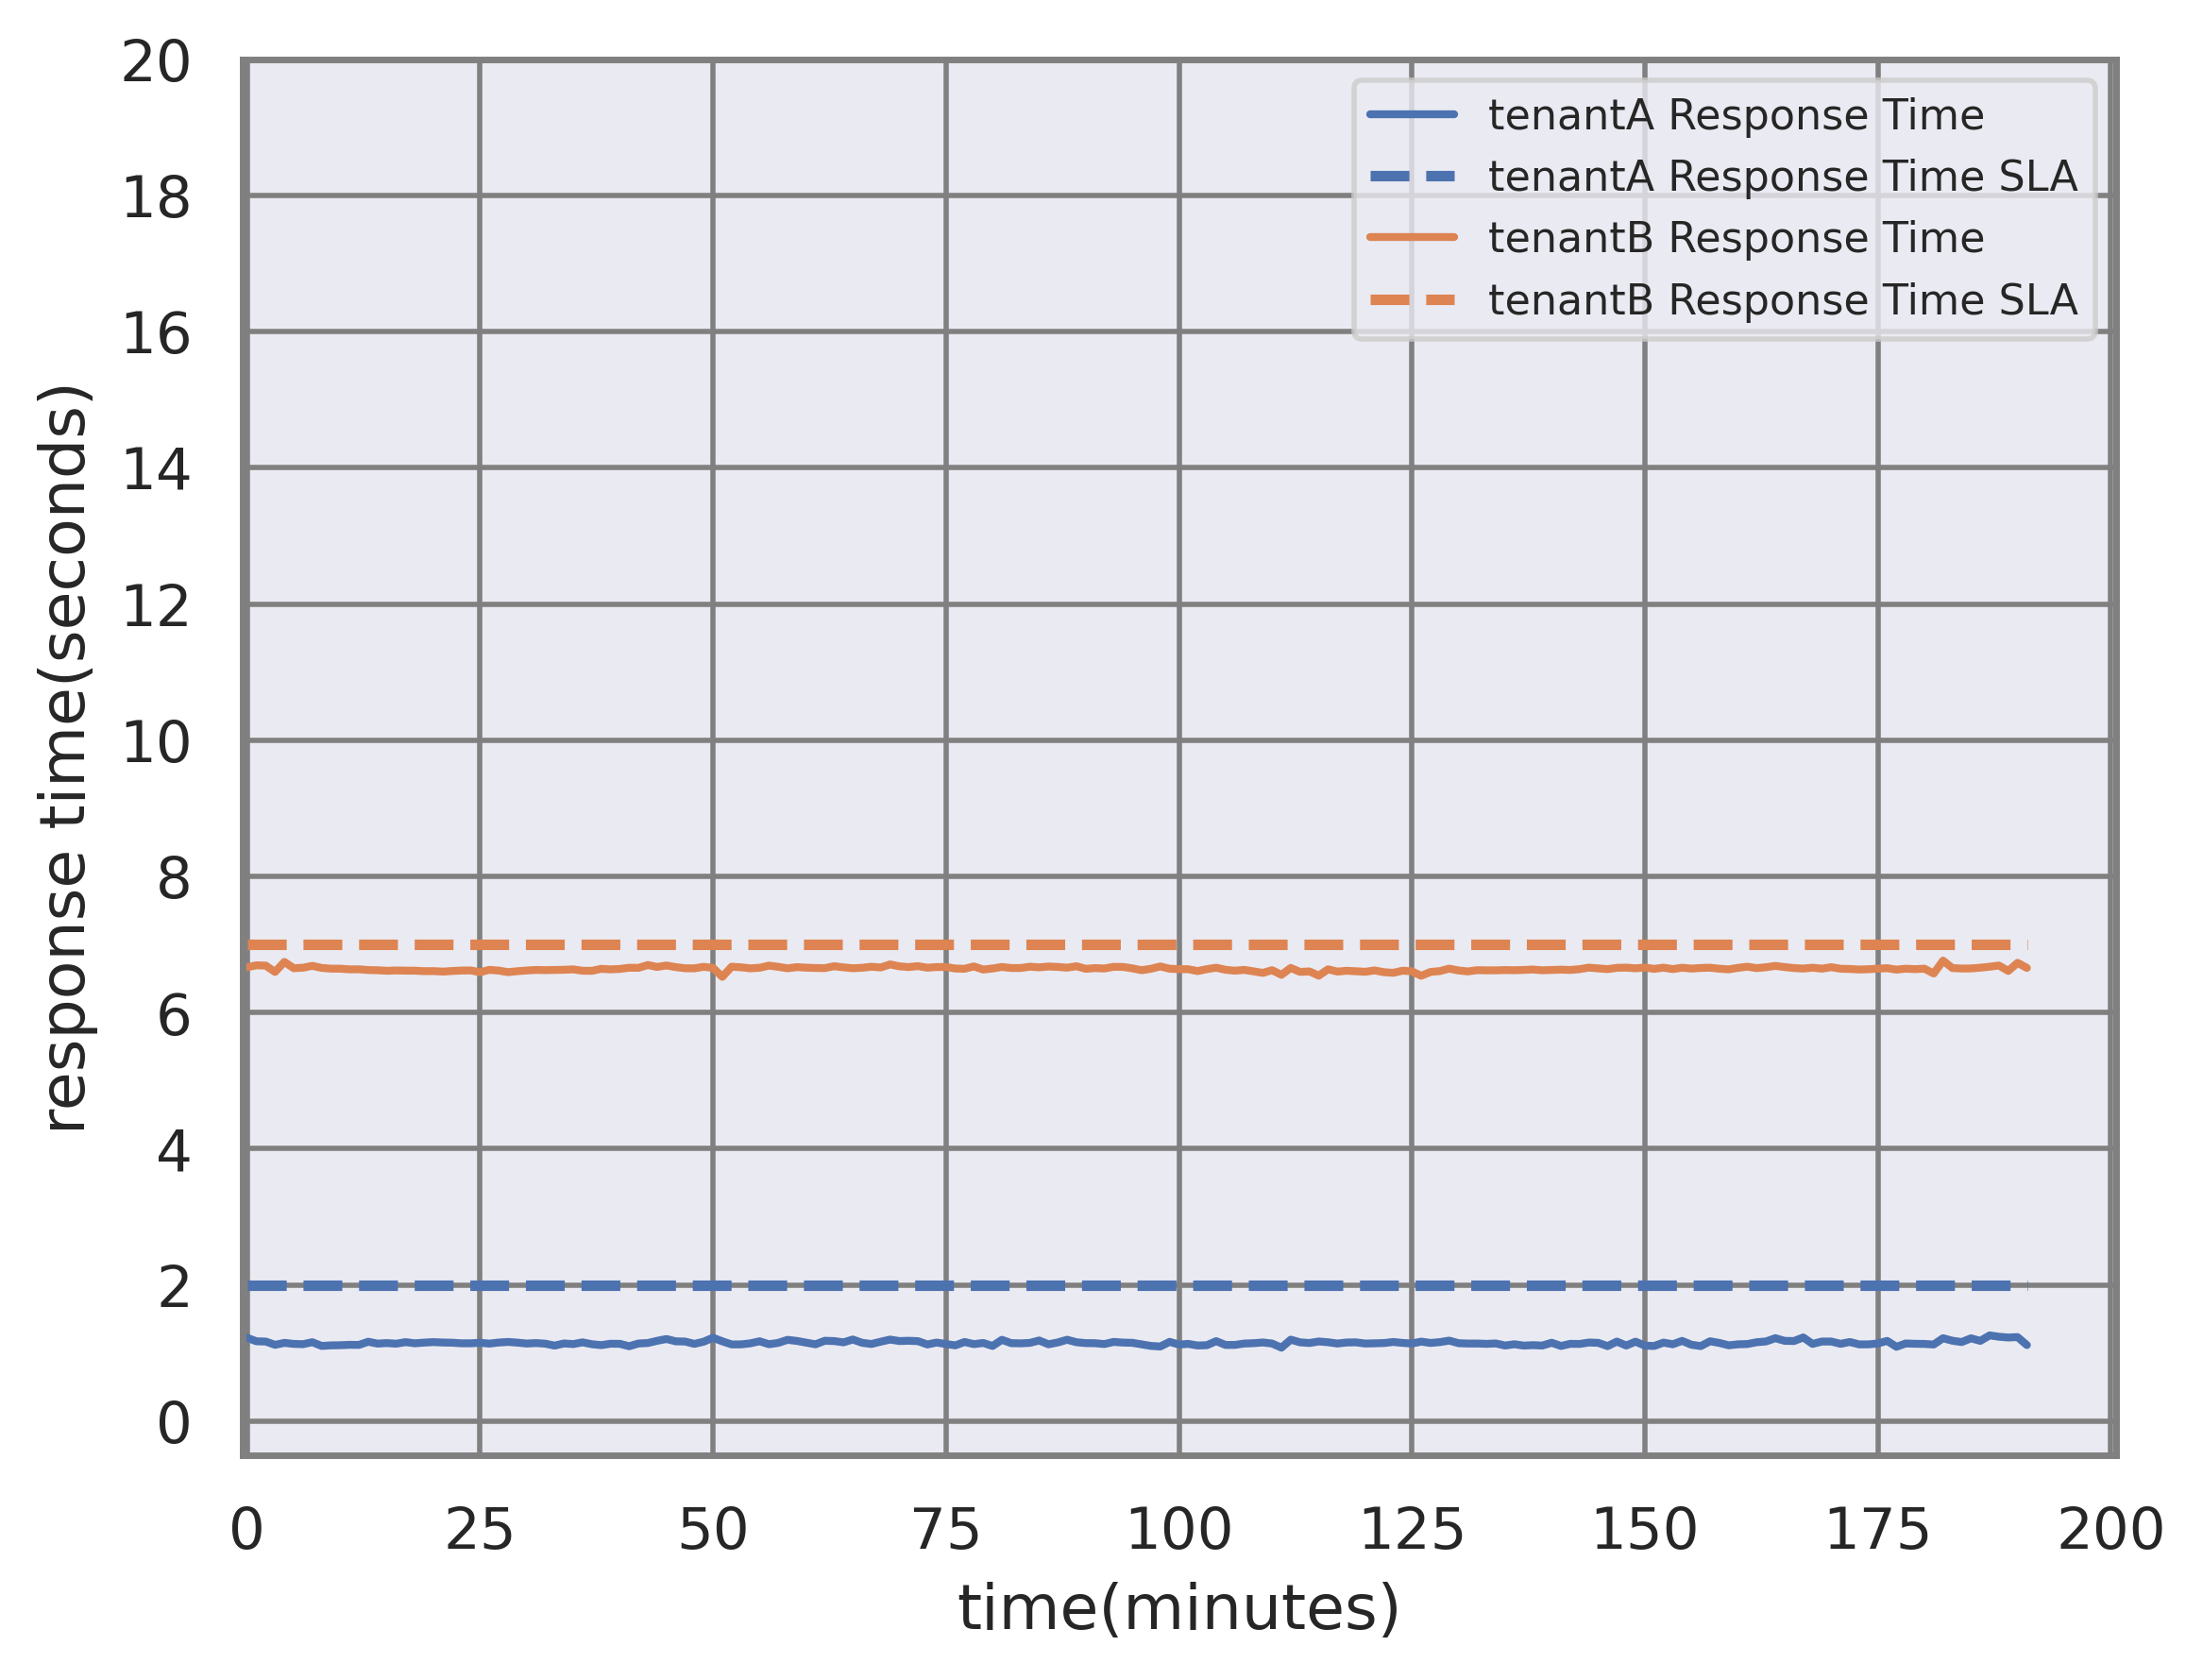 20
18
16
14
12
10
8
6
4
2
0
response time(seconds)
tenantA Response Time
tenantA Response Time SLA
tenantB Response Time
tenantB Response Time SLA
0 25 50 75 100 125 150 175 200
time(minutes)